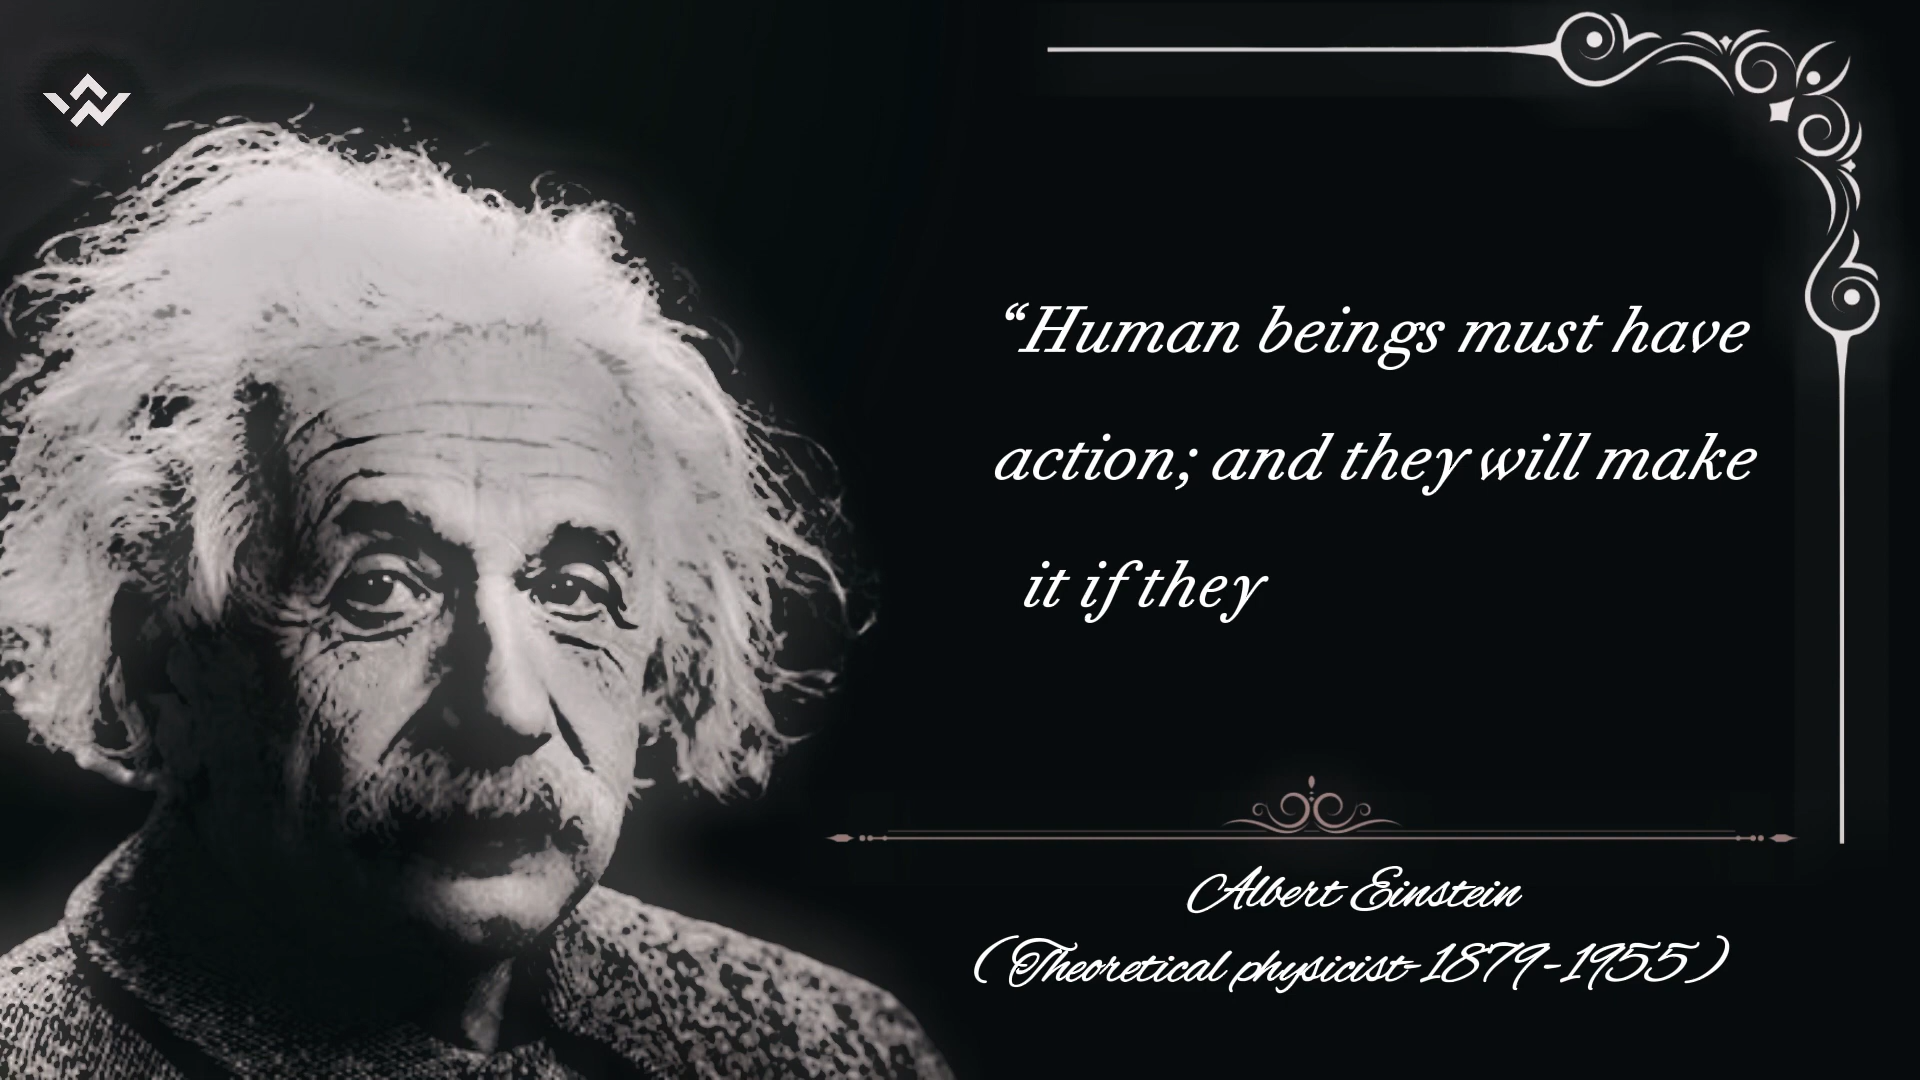 “Human beings must have
action; and they will make
it if they
Albert Einstein
(Theoretical physicist-1879-1955)